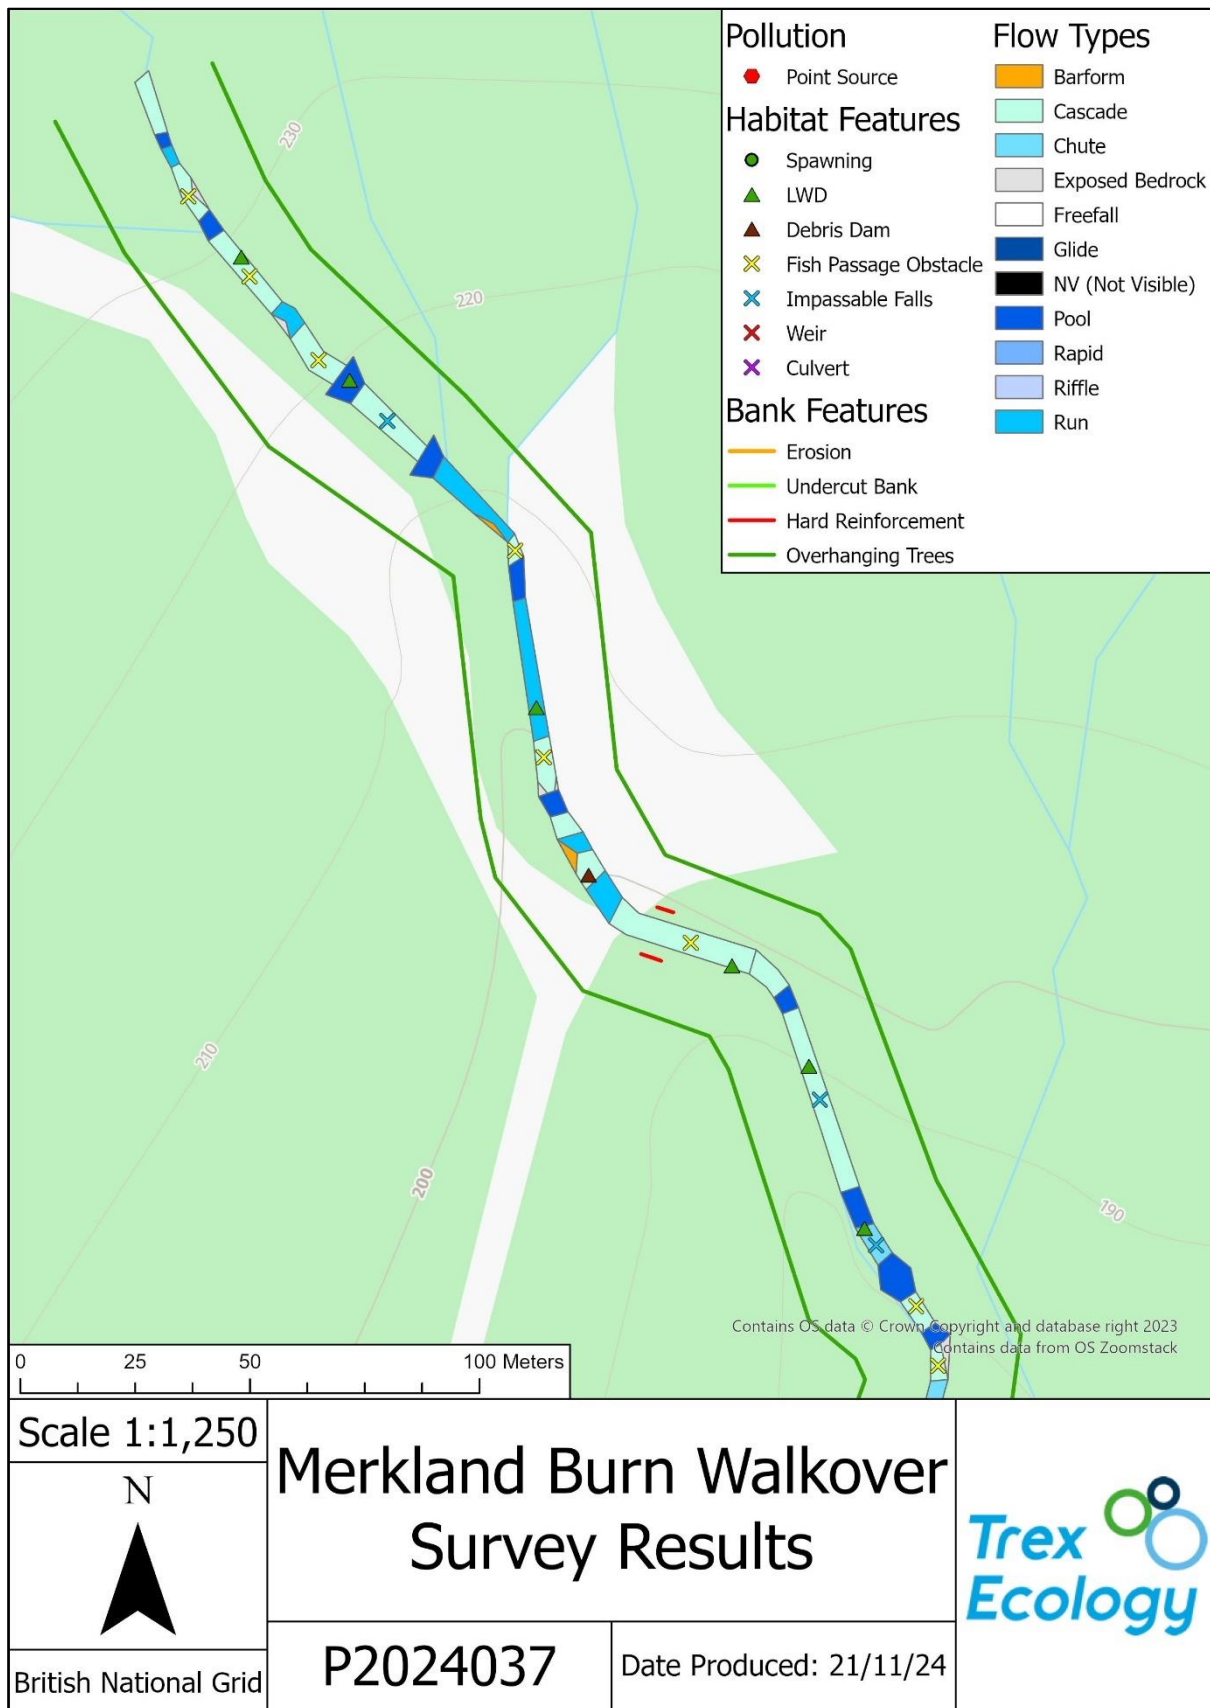 Pollution
Point Source
Habitat Features
Spawning
LWD
Debris Dam
Fish Passage Obstacle
Impassable Falls
Weir
Culvert
Bank Features
Erosion
Undercut Bank
Hard Reinforcement
Overhanging Trees
Flow Types
Barform
Cascade
Chute
Exposed Bedrock
Freefall
Glide
NV (Not Visible)
Pool
Rapid
Riffle
Run
230
220
210
200
190
Contains OS data © Crown Copyright and database right 2023
Contains data from OS Zoomstack
0 25 50 100 Meters
Scale 1:1,250
N
British National Grid
Merkland Burn Walkover
Survey Results
P2024037
Date Produced: 21/11/24
Trex
Ecology